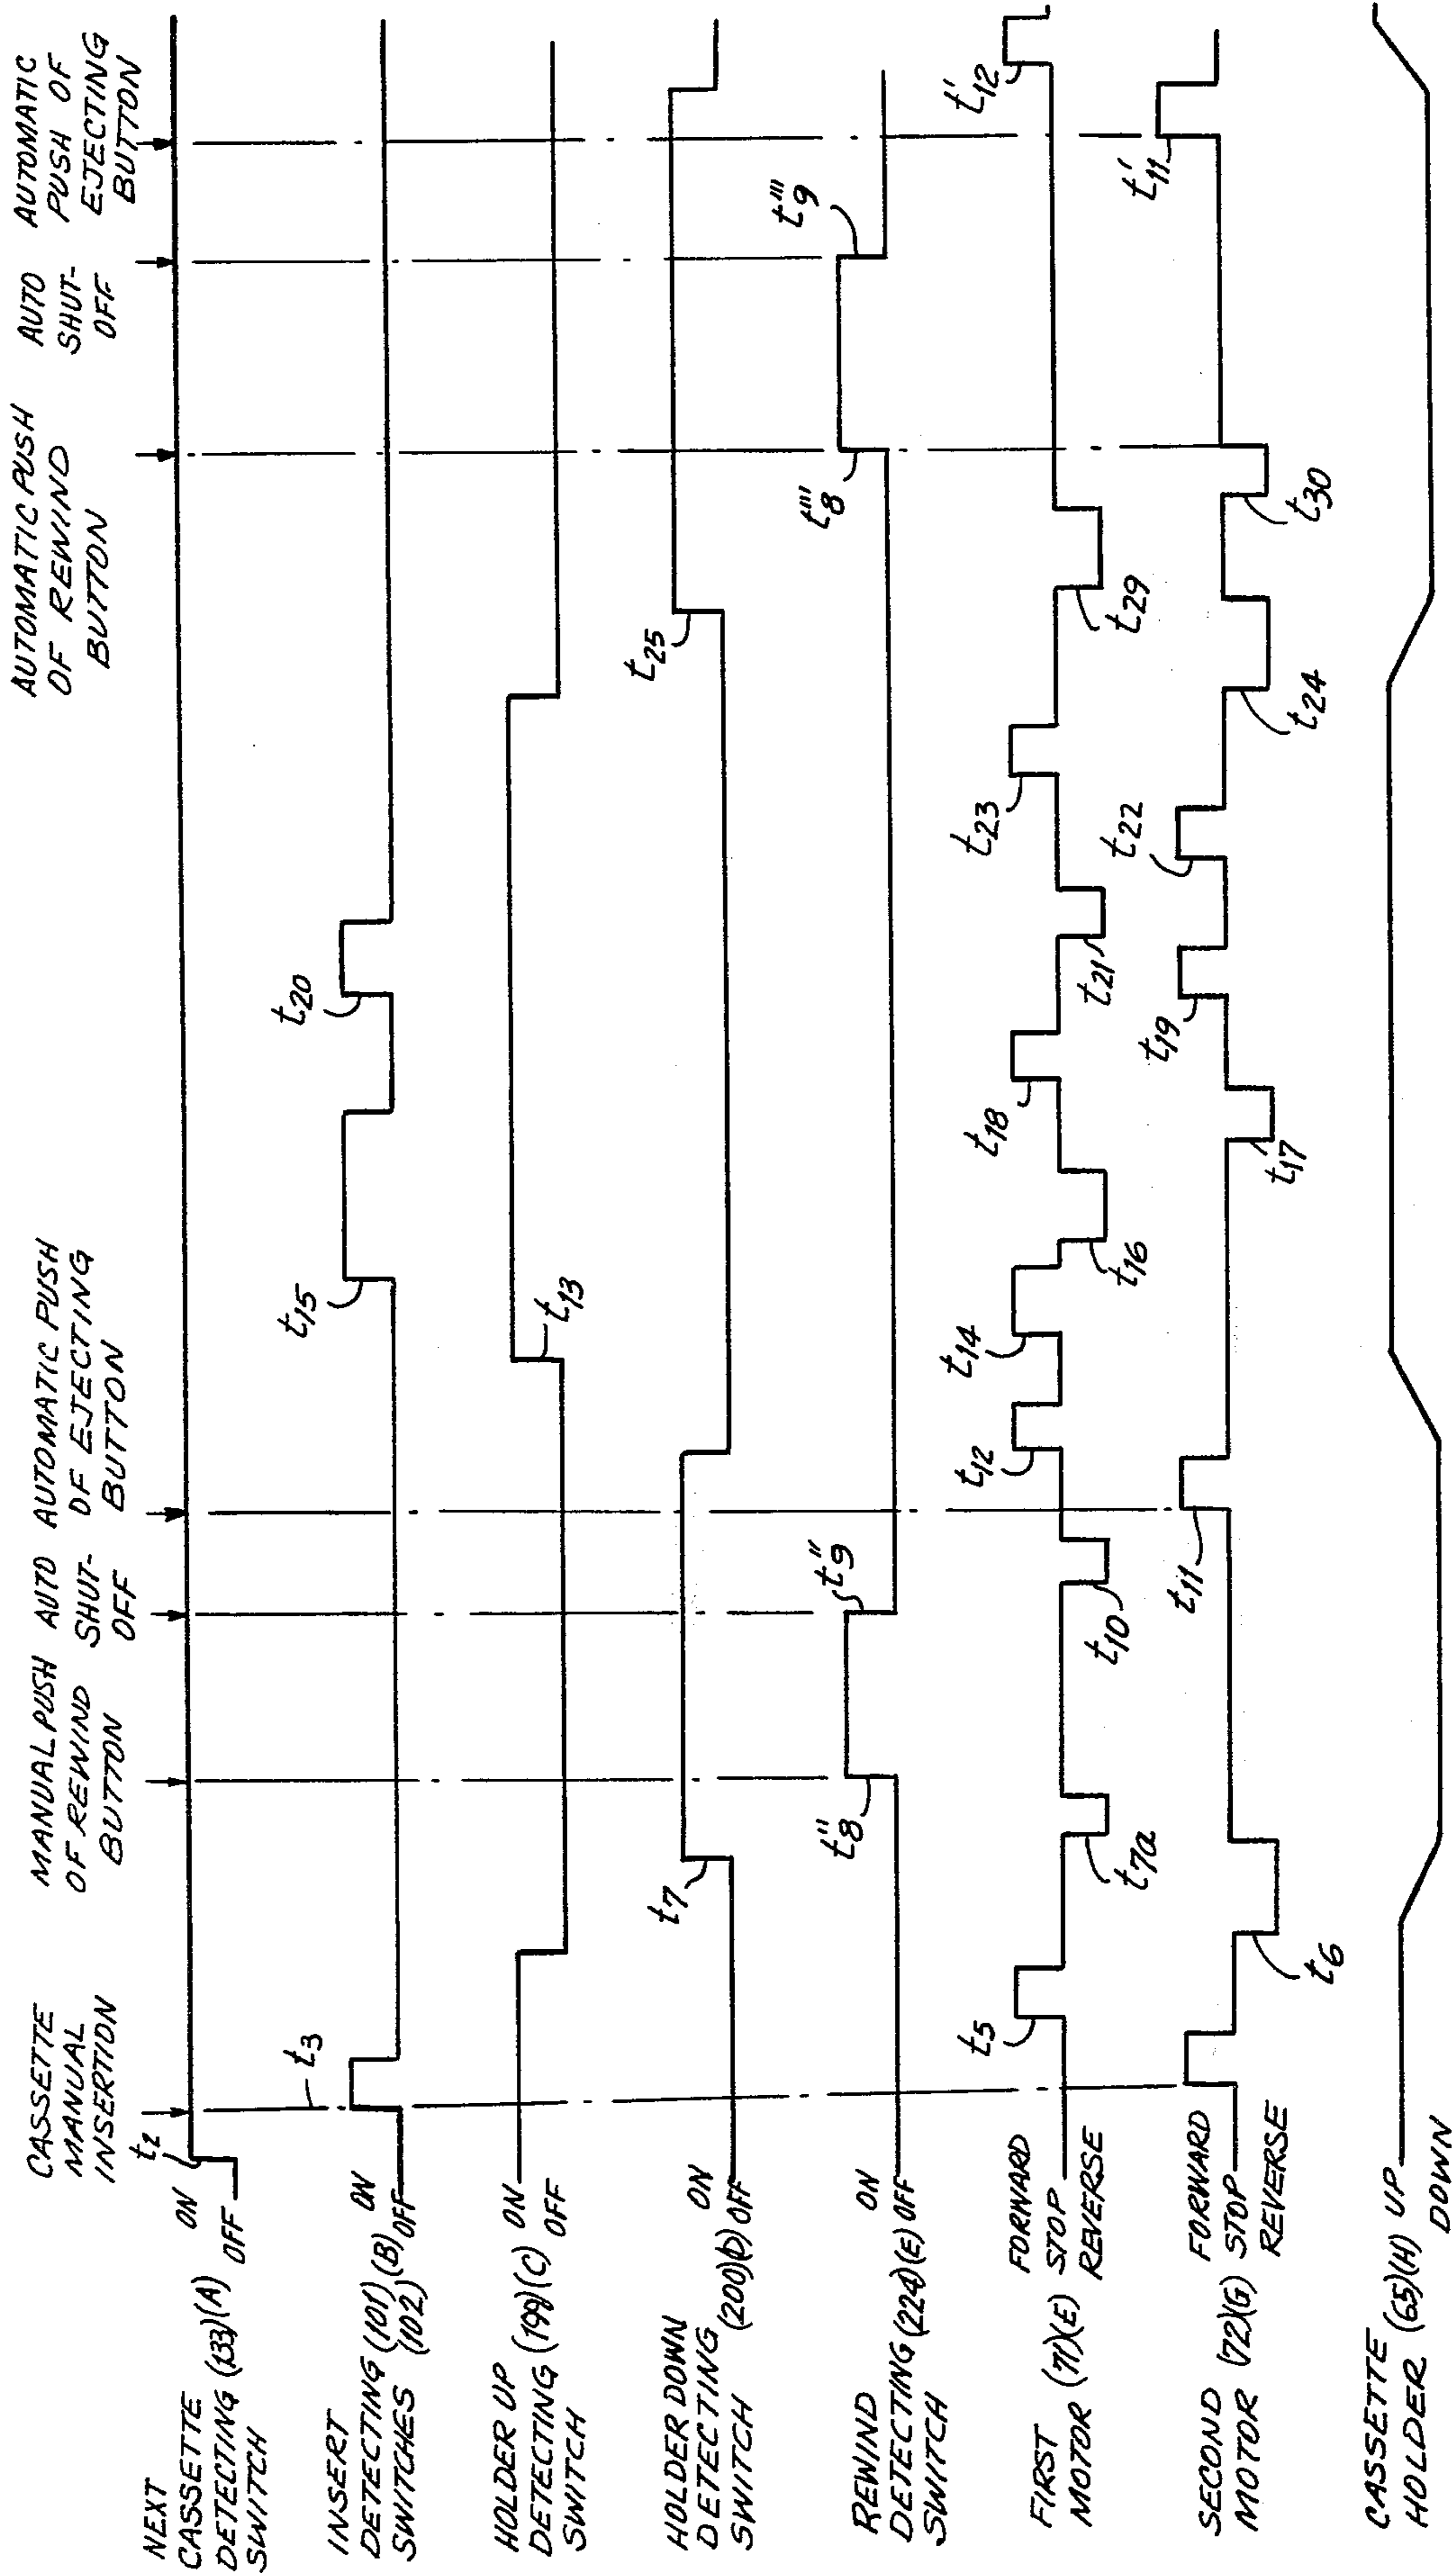 CASSETTE
MANUAL
INSERTION
MANUAL PUSH
OF REWIND
BUTTON
AUTO
SHUT-
OFF
AUTOMATIC PUSH
OF EJECTING
BUTTON
AUTOMATIC PUSH
OF REWIND
BUTTON
AUTO
SHUT-
OFF
AUTOMATIC
PUSH OF
EJECTING
BUTTON
NEXT
CASSETTE
DETECTING (133)(A)
SWITCH
ON
OFF
t2
INSERT
DETECTING (101)
SWITCHES (102) (B)
ON
OFF
t3
t15
t20
HOLDER UP
DETECTING (199)(C)
SWITCH
ON
OFF
t13
HOLDER DOWN
DETECTING
SWITCH (200)(D)
ON
OFF
t7
t25
REWIND
DETECTING (224)(E)
SWITCH
ON
OFF
t8''
t9''
t8'''
t9'''
FIRST
MOTOR (71)(E)
FORWARD
STOP
REVERSE
t5
t7a
t10
t12
t14
t16
t18
t21
t23
t29
t12'
SECOND
MOTOR (72)(G)
FORWARD
STOP
REVERSE
t6
t11
t17
t19
t22
t24
t30
t11'
CASSETTE
HOLDER (65)(H)
UP
DOWN